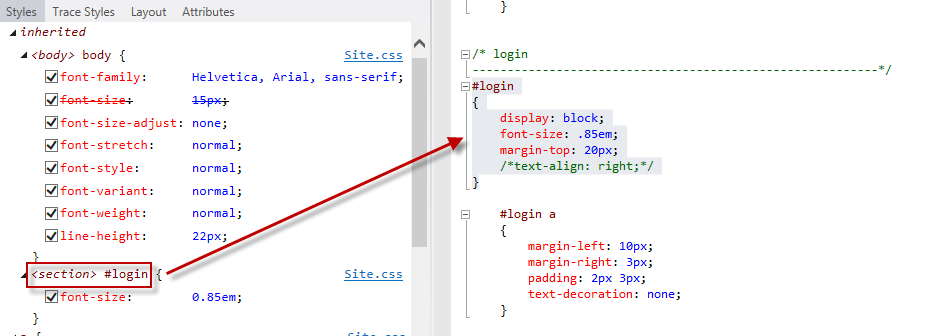 Styles Trace Styles Layout Attributes
inherited
<body> body { Site.css
font-family: Helvetica, Arial, sans-serif;
font-size: 15px;
font-size-adjust: none;
font-stretch: normal;
font-style: normal;
font-variant: normal;
font-weight: normal;
line-height: 22px;
}
<section> #login { Site.css
font-size: 0.85em;
}
}
/* login
----------------------------------------------------------*/
#login
{
display: block;
font-size: .85em;
margin-top: 20px;
/*text-align: right;*/
}
#login a
{
margin-left: 10px;
margin-right: 3px;
padding: 2px 3px;
text-decoration: none;
}